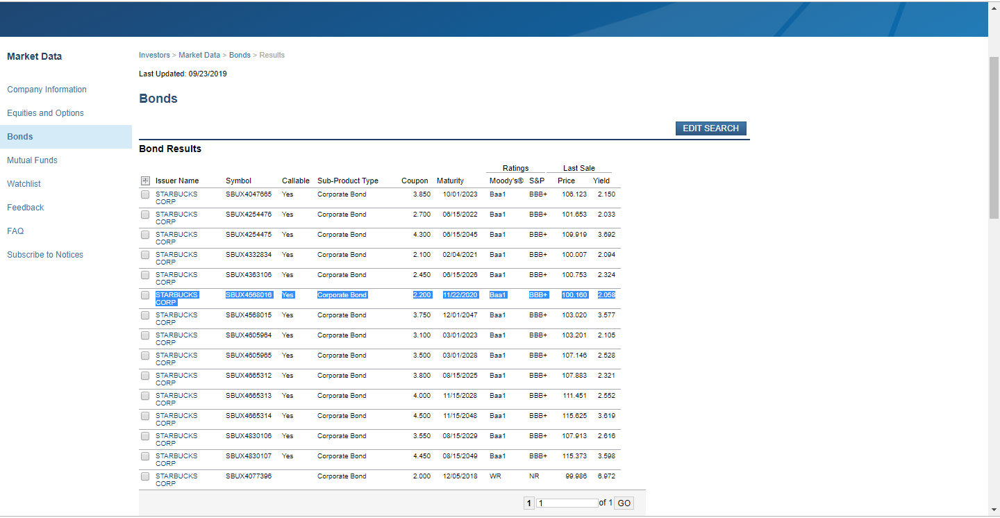 Market Data
Company Information
Equities and Options
Bonds
Mutual Funds
Watchlist
Feedback
FAQ
Subscribe to Notices
Investors > Market Data > Bonds > Results
Last Updated: 09/23/2019
Bonds
EDIT SEARCH
Bond Results
Ratings Last Sale
Issuer Name Symbol Callable Sub-Product Type Coupon Maturity Moody's® S&P Price Yield
STARBUCKS SBUX4047665 Yes Corporate Bond 3.850 10/01/2023 Baa1 BBB+ 106.123 2.150
CORP
STARBUCKS SBUX4254476 Yes Corporate Bond 2.700 06/15/2022 Baa1 BBB+ 101.653 2.033
CORP
STARBUCKS SBUX4254475 Yes Corporate Bond 4.300 06/15/2045 Baa1 BBB+ 109.919 3.692
CORP
STARBUCKS SBUX4332834 Yes Corporate Bond 2.100 02/04/2021 Baa1 BBB+ 100.007 2.094
CORP
STARBUCKS SBUX4363106 Yes Corporate Bond 2.450 06/15/2026 Baa1 BBB+ 100.753 2.324
CORP
STARBUCKS SBUX4568016 Yes Corporate Bond 2.200 11/22/2020 Baa1 BBB+ 100.160 2.058
CORP
STARBUCKS SBUX4568015 Yes Corporate Bond 3.750 12/01/2047 Baa1 BBB+ 103.020 3.577
CORP
STARBUCKS SBUX4605964 Yes Corporate Bond 3.100 03/01/2023 Baa1 BBB+ 103.201 2.105
CORP
STARBUCKS SBUX4605965 Yes Corporate Bond 3.500 03/01/2028 Baa1 BBB+ 107.146 2.528
CORP
STARBUCKS SBUX4665312 Yes Corporate Bond 3.800 08/15/2025 Baa1 BBB+ 107.883 2.321
CORP
STARBUCKS SBUX4665313 Yes Corporate Bond 4.000 11/15/2028 Baa1 BBB+ 111.451 2.552
CORP
STARBUCKS SBUX4665314 Yes Corporate Bond 4.500 11/15/2048 Baa1 BBB+ 115.625 3.619
CORP
STARBUCKS SBUX4830106 Yes Corporate Bond 3.550 08/15/2029 Baa1 BBB+ 107.913 2.616
CORP
STARBUCKS SBUX4830107 Yes Corporate Bond 4.450 08/15/2049 Baa1 BBB+ 115.373 3.598
CORP
STARBUCKS SBUX4077396 Corporate Bond 2.000 12/05/2018 WR NR 99.986 6.972
CORP
1 1 of 1 GO